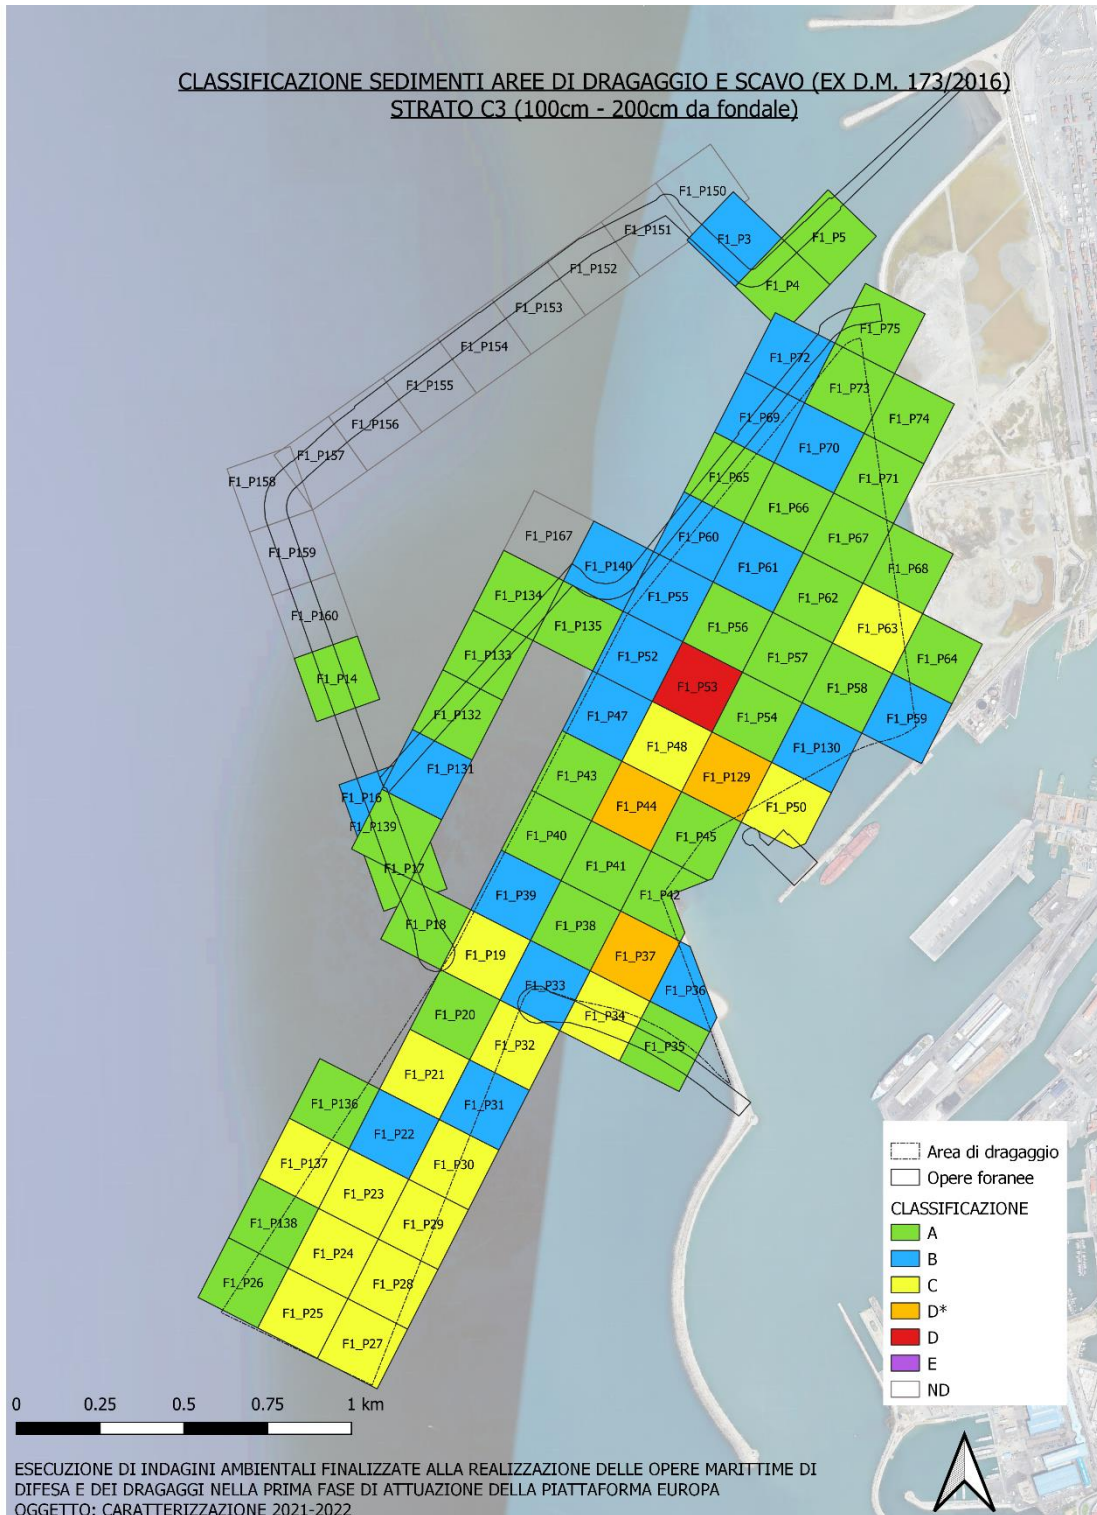 CLASSIFICAZIONE SEDIMENTI AREE DI DRAGAGGIO E SCAVO (EX D.M. 173/2016)
STRATO C3 (100cm - 200cm da fondale)
F1_P150
F1_P3
F1_P5
F1_P151
F1_P152
F1_P4
F1_P153
F1_P75
F1_P154
F1_P72
F1_P155
F1_P73
F1_P74
F1_P156
F1_P69
F1_P70
F1_P157
F1_P158
F1_P65
F1_P71
F1_P66
F1_P167
F1_P60
F1_P67
F1_P159
F1_P140
F1_P61
F1_P68
F1_P134
F1_P55
F1_P62
F1_P160
F1_P135
F1_P56
F1_P63
F1_P133
F1_P52
F1_P57
F1_P64
F1_P14
F1_P53
F1_P58
F1_P132
F1_P47
F1_P54
F1_P59
F1_P48
F1_P130
F1_P131
F1_P43
F1_P129
F1_P16
F1_P44
F1_P50
F1_P139
F1_P40
F1_P45
F1_P17
F1_P41
F1_P39
F1_P42
F1_P18
F1_P38
F1_P19
F1_P37
F1_P33
F1_P36
F1_P20
F1_P34
F1_P32
F1_P35
F1_P21
F1_P136
F1_P31
F1_P22
F1_P137
F1_P30
F1_P23
F1_P138
F1_P29
F1_P24
F1_P26
F1_P28
F1_P25
F1_P27
Area di dragaggio
Opere foranee
CLASSIFICAZIONE
A
B
C
D*
D
E
ND
0 0.25 0.5 0.75 1 km
ESECUZIONE DI INDAGINI AMBIENTALI FINALIZZATE ALLA REALIZZAZIONE DELLE OPERE MARITTIME DI
DIFESA E DEI DRAGAGGI NELLA PRIMA FASE DI ATTUAZIONE DELLA PIATTAFORMA EUROPA
OGGETTO: CARATTERIZZAZIONE 2021-2022